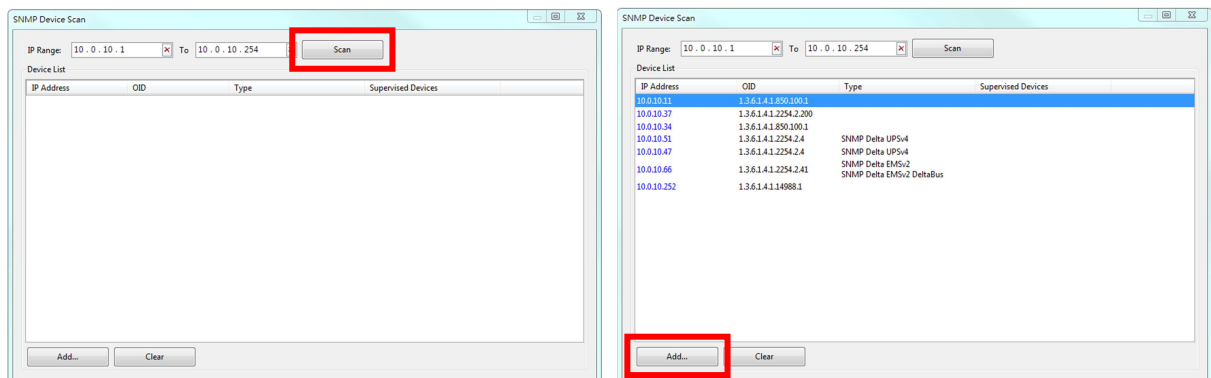 SNMP Device Scan
IP Range: 10 . 0 . 10 . 1 To 10 . 0 . 10 . 254 Scan
Device List
IP Address OID Type Supervised Devices
Add... Clear
SNMP Device Scan
IP Range: 10 . 0 . 10 . 1 To 10 . 0 . 10 . 254 Scan
Device List
IP Address OID Type Supervised Devices
10.0.10.11 1.3.6.1.4.1.850.100.1
10.0.10.37 1.3.6.1.4.1.2254.2.200
10.0.10.34 1.3.6.1.4.1.850.100.1
10.0.10.51 1.3.6.1.4.1.2254.2.4 SNMP Delta UPSv4
10.0.10.47 1.3.6.1.4.1.2254.2.4 SNMP Delta UPSv4
10.0.10.66 1.3.6.1.4.1.2254.2.41 SNMP Delta EMSv2
SNMP Delta EMSv2 DeltaBus
10.0.10.252 1.3.6.1.4.1.14988.1
Add... Clear